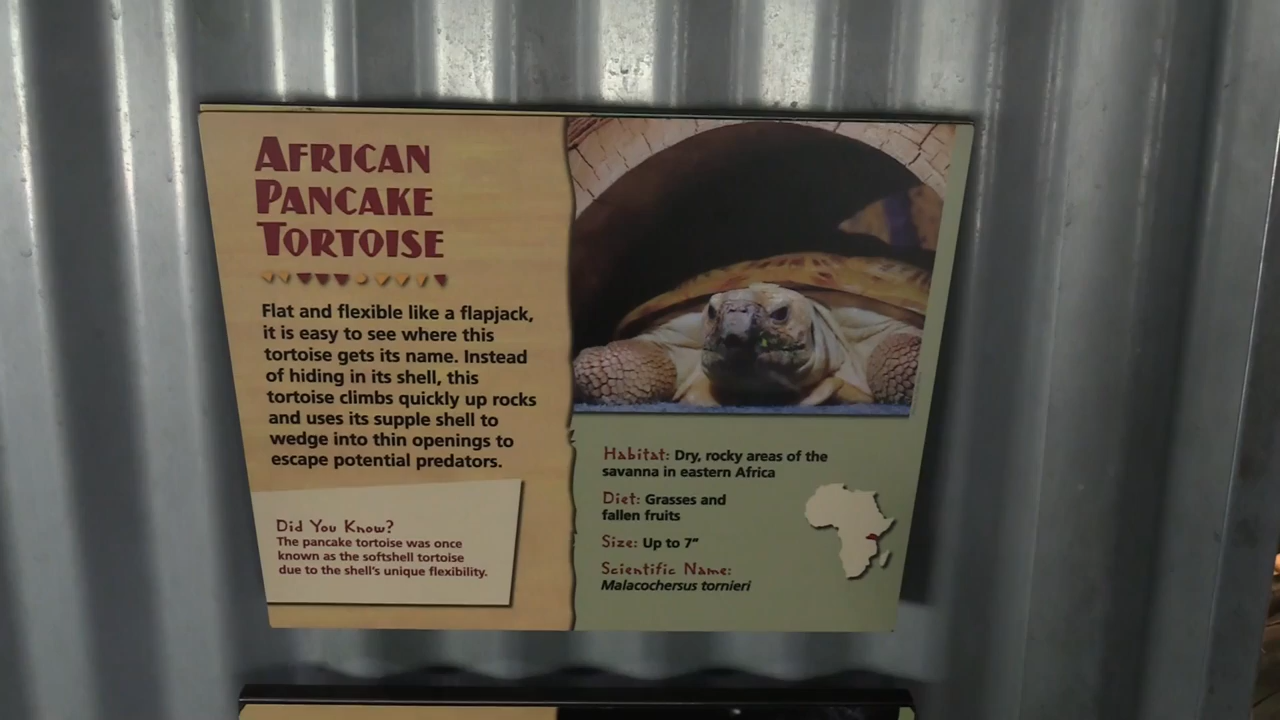 AFRICAN
PANCAKE
TORTOISE
Flat and flexible like a flapjack,
it is easy to see where this
tortoise gets its name. Instead
of hiding in its shell, this
tortoise climbs quickly up rocks
and uses its supple shell to
wedge into thin openings to
escape potential predators.
Did You Know?
The pancake tortoise was once
known as the softshell tortoise
due to the shell's unique flexibility.
Habitat: Dry, rocky areas of the
savanna in eastern Africa
Diet: Grasses and
fallen fruits
Size: Up to 7"
Scientific Name:
Malacochersus tornieri